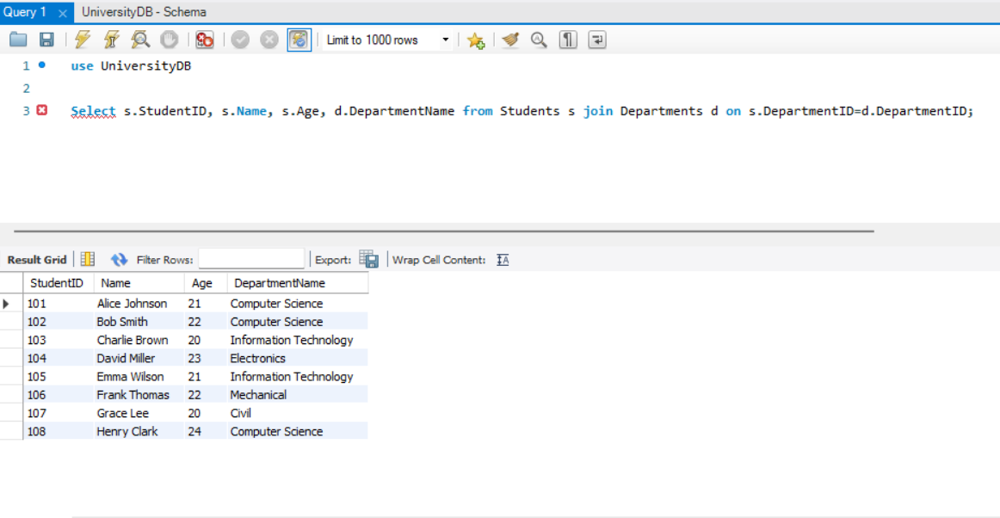 Query 1 UniversityDB - Schema
Limit to 1000 rows
1 use UniversityDB
2
3 Select s.StudentID, s.Name, s.Age, d.DepartmentName from Students s join Departments d on s.DepartmentID=d.DepartmentID;
Result Grid Filter Rows: Export: Wrap Cell Content:
StudentID Name Age DepartmentName
101 Alice Johnson 21 Computer Science
102 Bob Smith 22 Computer Science
103 Charlie Brown 20 Information Technology
104 David Miller 23 Electronics
105 Emma Wilson 21 Information Technology
106 Frank Thomas 22 Mechanical
107 Grace Lee 20 Civil
108 Henry Clark 24 Computer Science